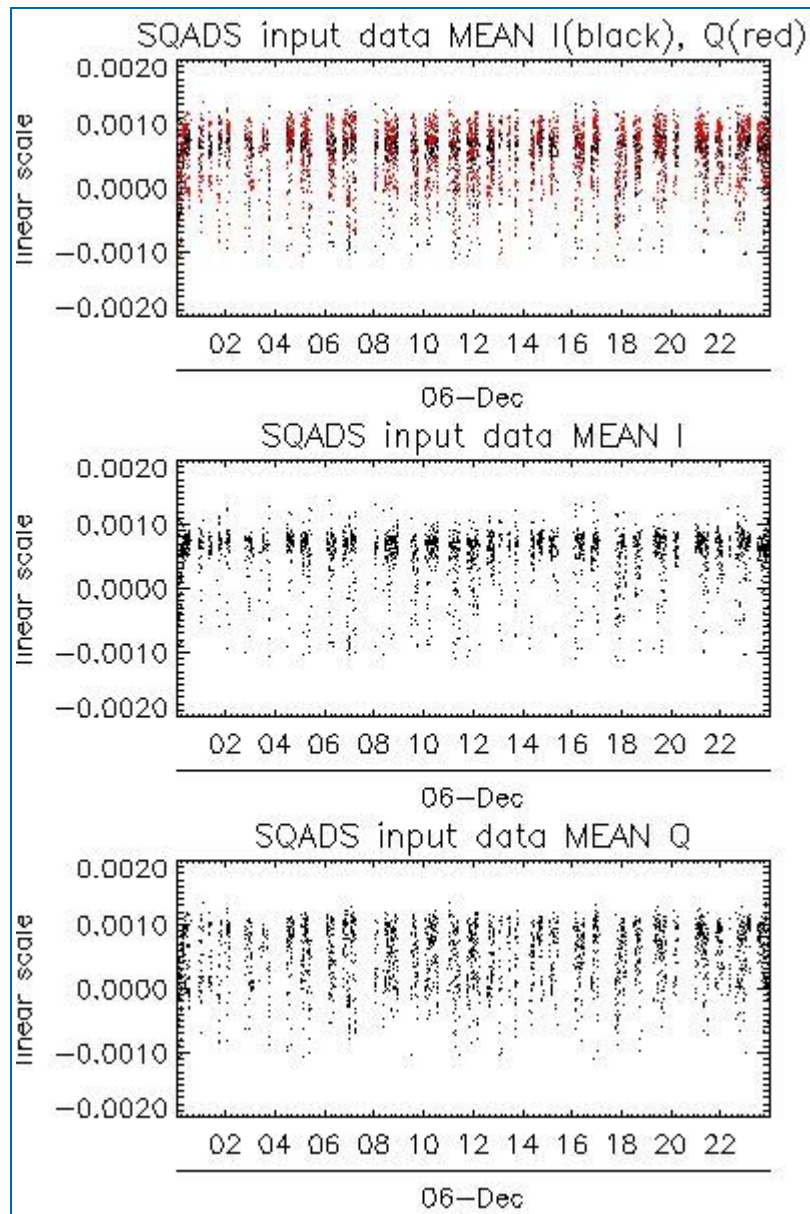 SQADS input data MEAN I(black), Q(red)
0.0020
0.0010
0.0000
-0.0010
-0.0020
linear scale
02 04 06 08 10 12 14 16 18 20 22
06-Dec
SQADS input data MEAN I
0.0020
0.0010
0.0000
-0.0010
-0.0020
linear scale
02 04 06 08 10 12 14 16 18 20 22
06-Dec
SQADS input data MEAN Q
0.0020
0.0010
0.0000
-0.0010
-0.0020
linear scale
02 04 06 08 10 12 14 16 18 20 22
06-Dec